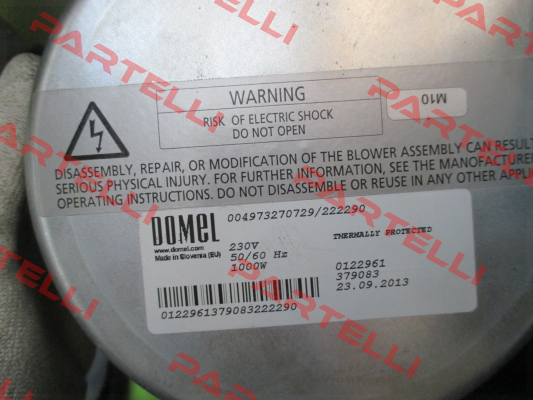 PARTELLI
PARTELLI
PARTELLI
PARTELLI
PARTELLI
WARNING
RISK OF ELECTRIC SHOCK
DO NOT OPEN
M10
DISASSEMBLY, REPAIR, OR MODIFICATION OF THE BLOWER ASSEMBLY CAN RESULT
SERIOUS PHYSICAL INJURY. FOR FURTHER INFORMATION, SEE THE MANUFACTURE
OPERATING INSTRUCTIONS. DO NOT DISASSEMBLE OR REUSE IN ANY OTHER APPL
DOMEL
004973270729/222290
www.domel.com
Made in Slovenia (EU)
230V
50/60 Hz
1000W
THERMALLY PROTECTED
0122961
379083
23.09.2013
0122961379083222290